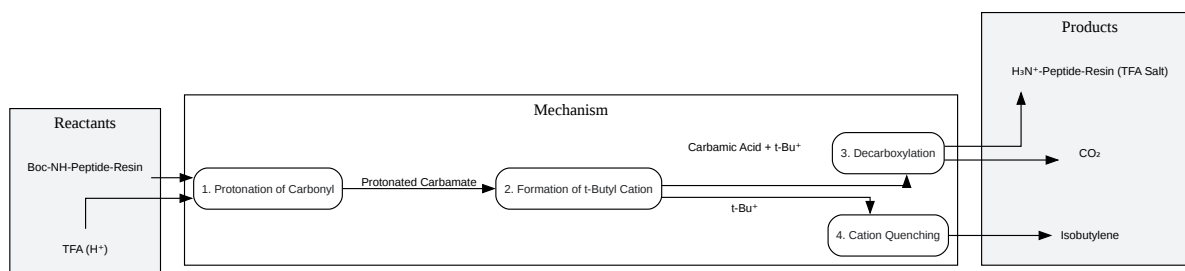 Reactants
Boc-NH-Peptide-Resin
TFA (H⁺)
Mechanism
1. Protonation of Carbonyl
Protonated Carbamate
2. Formation of t-Butyl Cation
Carbamic Acid + t-Bu⁺
t-Bu⁺
3. Decarboxylation
4. Cation Quenching
Products
H₃N⁺-Peptide-Resin (TFA Salt)
CO₂
Isobutylene